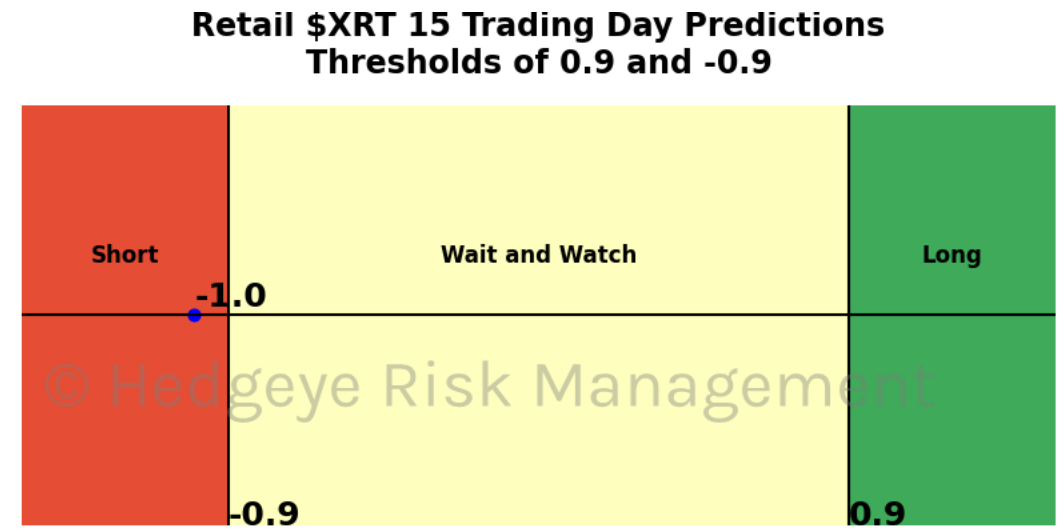 Retail $XRT 15 Trading Day Predictions
Thresholds of 0.9 and -0.9
Short
Wait and Watch
Long
-1.0
© Hedgeye Risk Management
-0.9
0.9